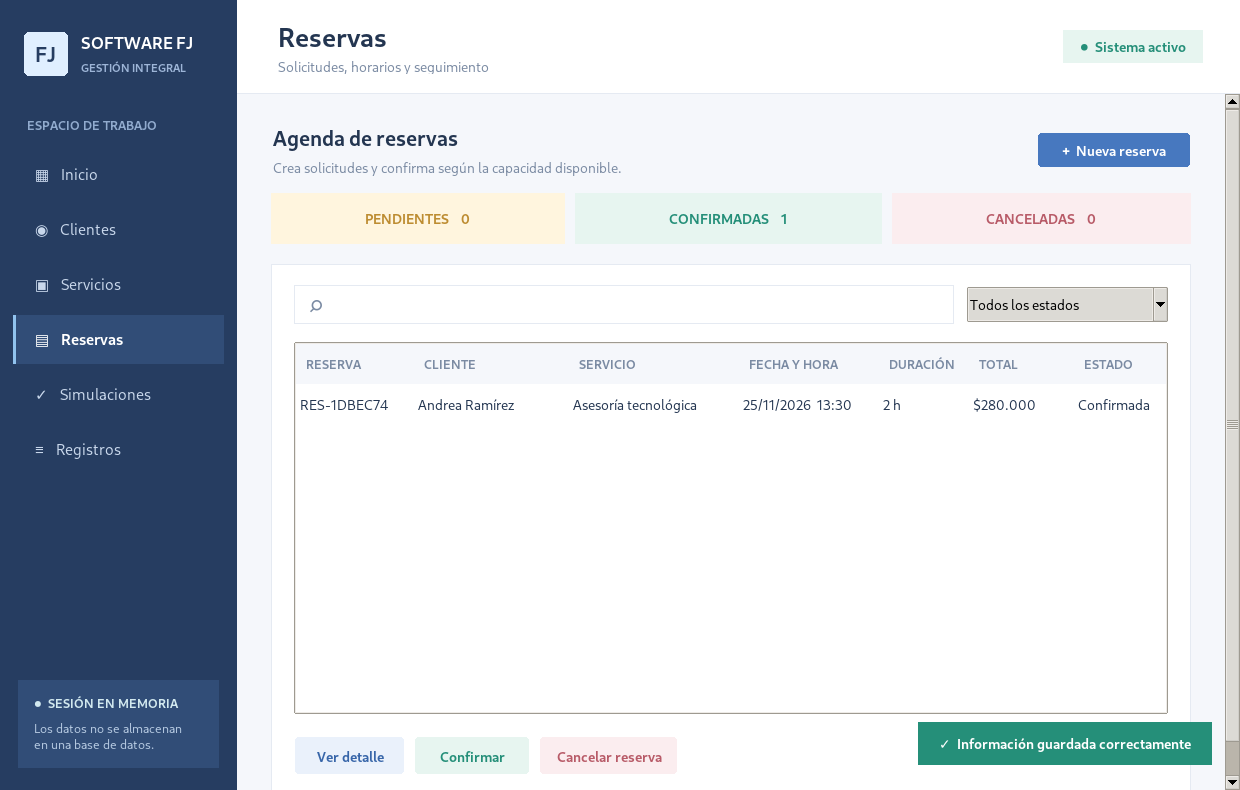 FJ
SOFTWARE FJ
GESTIÓN INTEGRAL
ESPACIO DE TRABAJO
Inicio
Clientes
Servicios
Reservas
Simulaciones
Registros
SESIÓN EN MEMORIA
Los datos no se almacenan
en una base de datos.
Reservas
Solicitudes, horarios y seguimiento
Sistema activo
Agenda de reservas
Crea solicitudes y confirma según la capacidad disponible.
+ Nueva reserva
PENDIENTES 0
CONFIRMADAS 1
CANCELADAS 0
Todos los estados
RESERVA CLIENTE SERVICIO FECHA Y HORA DURACIÓN TOTAL ESTADO
RES-1DBEC74 Andrea Ramírez Asesoría tecnológica 25/11/2026 13:30 2 h $280.000 Confirmada
Ver detalle
Confirmar
Cancelar reserva
✓ Información guardada correctamente